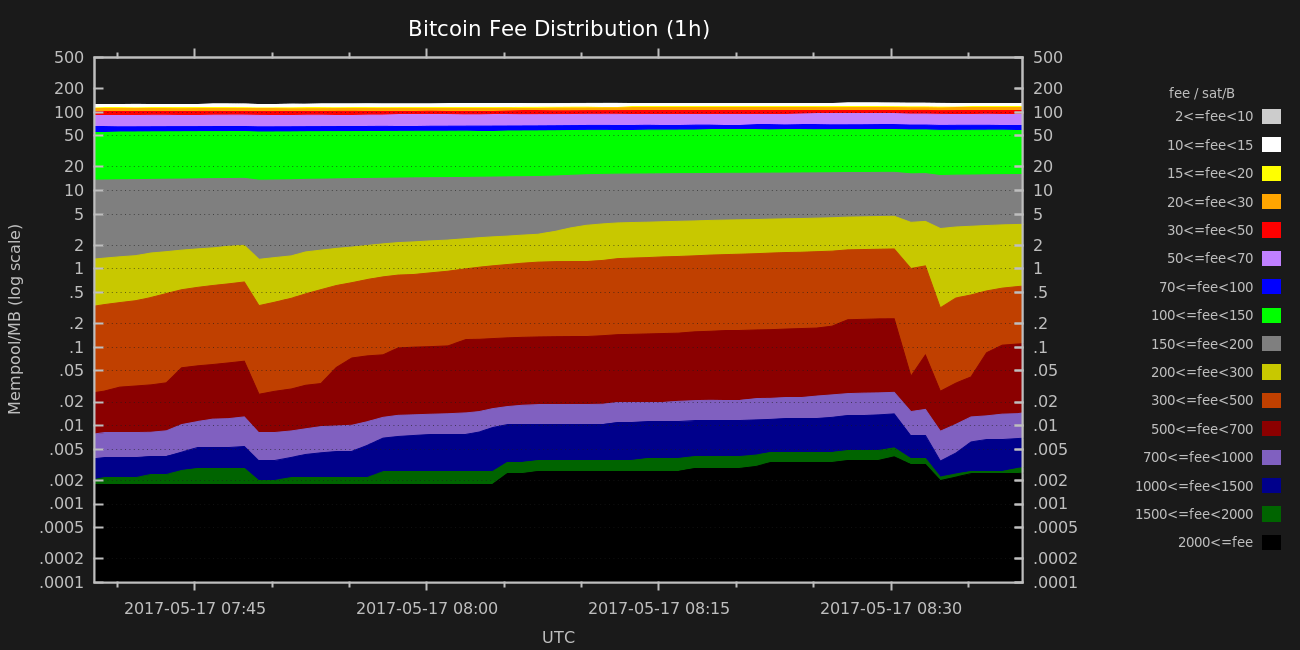 Bitcoin Fee Distribution (1h)
Mempool/MB (log scale)
500
200
100
50
20
10
5
2
1
.5
.2
.1
.05
.02
.01
.005
.002
.001
.0005
.0002
.0001
500
200
100
50
20
10
5
2
1
.5
.2
.1
.05
.02
.01
.005
.002
.001
.0005
.0002
.0001
2017-05-17 07:45
2017-05-17 08:00
2017-05-17 08:15
2017-05-17 08:30
UTC
fee / sat/B
2<=fee<10
10<=fee<15
15<=fee<20
20<=fee<30
30<=fee<50
50<=fee<70
70<=fee<100
100<=fee<150
150<=fee<200
200<=fee<300
300<=fee<500
500<=fee<700
700<=fee<1000
1000<=fee<1500
1500<=fee<2000
2000<=fee